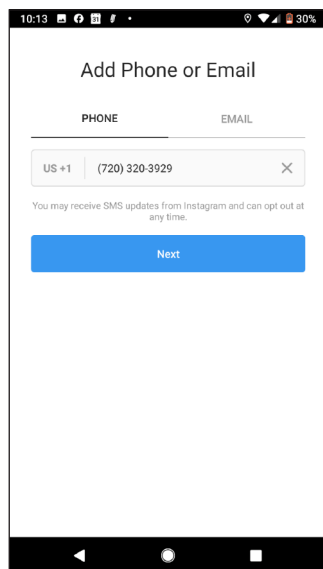 10:13 31 30%
Add Phone or Email
PHONE EMAIL
US +1 (720) 320-3929
You may receive SMS updates from Instagram and can opt out at
any time.
Next